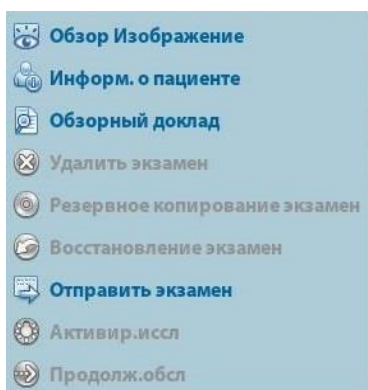 Обзор Изображение
Информ. о пациенте
Обзорный доклад
Удалить экзамен
Резервное копирование экзамен
Восстановление экзамен
Отправить экзамен
Активир.иссл
Продолж.обсл